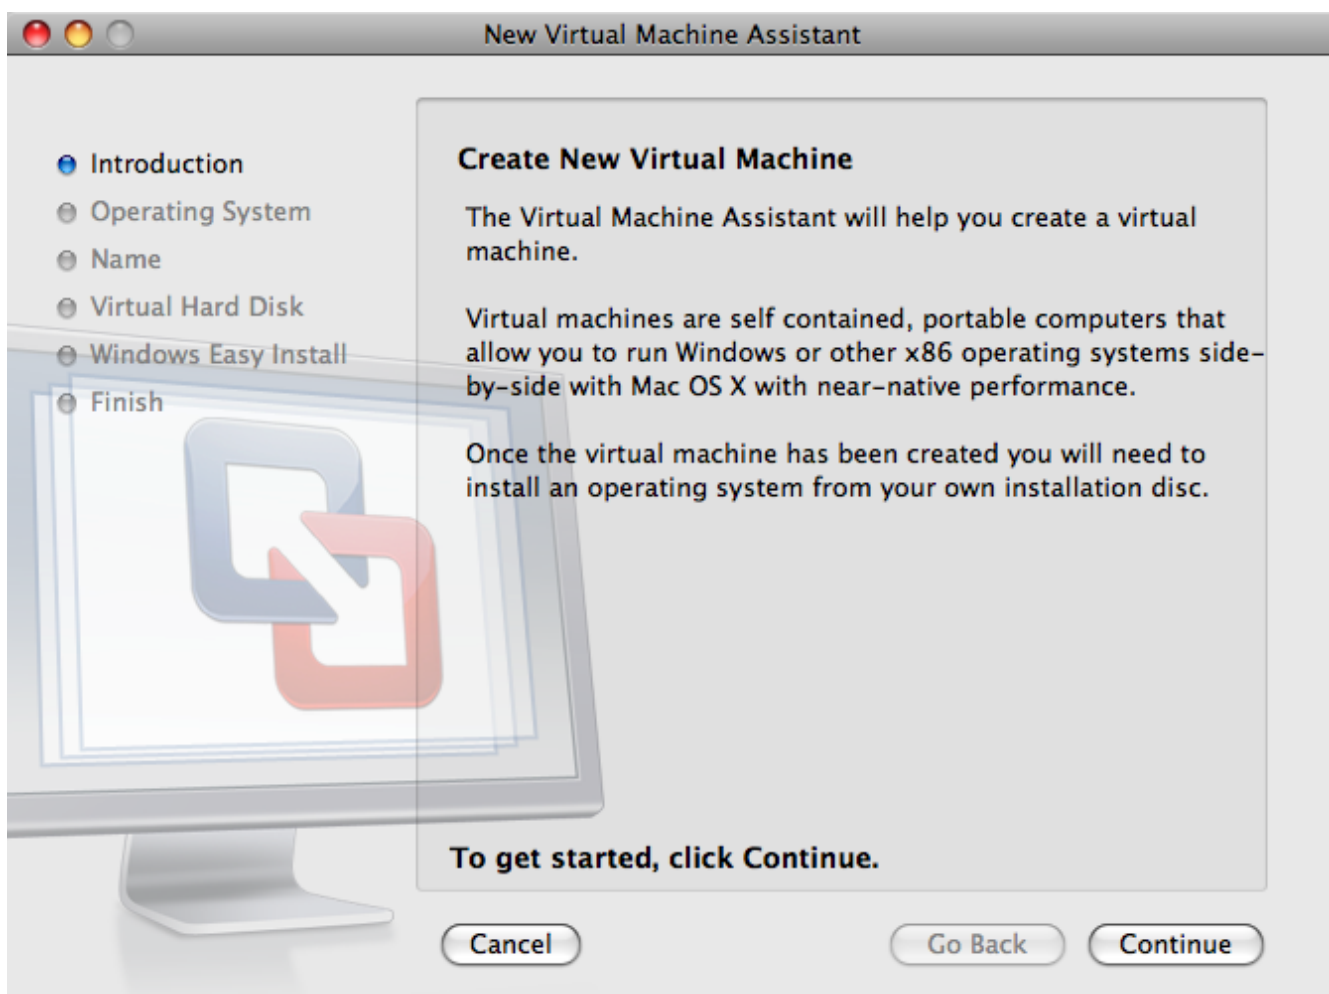 New Virtual Machine Assistant
Introduction
Operating System
Name
Virtual Hard Disk
Windows Easy Install
Finish
Create New Virtual Machine
The Virtual Machine Assistant will help you create a virtual
machine.
Virtual machines are self contained, portable computers that
allow you to run Windows or other x86 operating systems side-
by-side with Mac OS X with near-native performance.
Once the virtual machine has been created you will need to
install an operating system from your own installation disc.
To get started, click Continue.
Cancel
Go Back
Continue